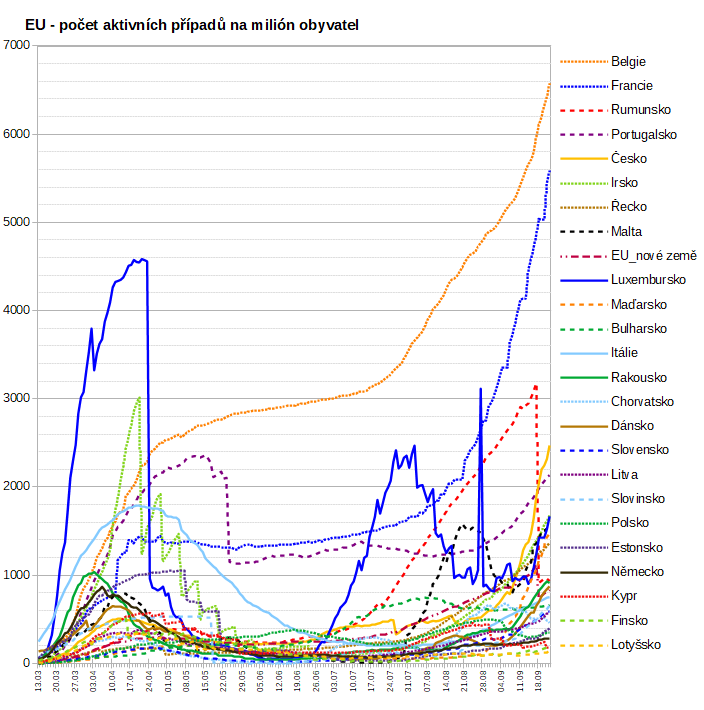 EU - počet aktivních případů na milión obyvatel
7000
6000
5000
4000
3000
2000
1000
0
13.03 20.03 27.03 03.04 10.04 17.04 24.04 01.05 08.05 15.05 22.05 29.05 05.06 12.06 19.06 26.06 03.07 10.07 17.07 24.07 31.07 07.08 14.08 21.08 28.08 04.09 11.09 18.09
Belgie
Francie
Rumunsko
Portugalsko
Česko
Irsko
Řecko
Malta
EU_nové země
Luxembursko
Maďarsko
Bulharsko
Itálie
Rakousko
Chorvatsko
Dánsko
Slovensko
Litva
Slovinsko
Polsko
Estonsko
Německo
Kypr
Finsko
Lotyšsko